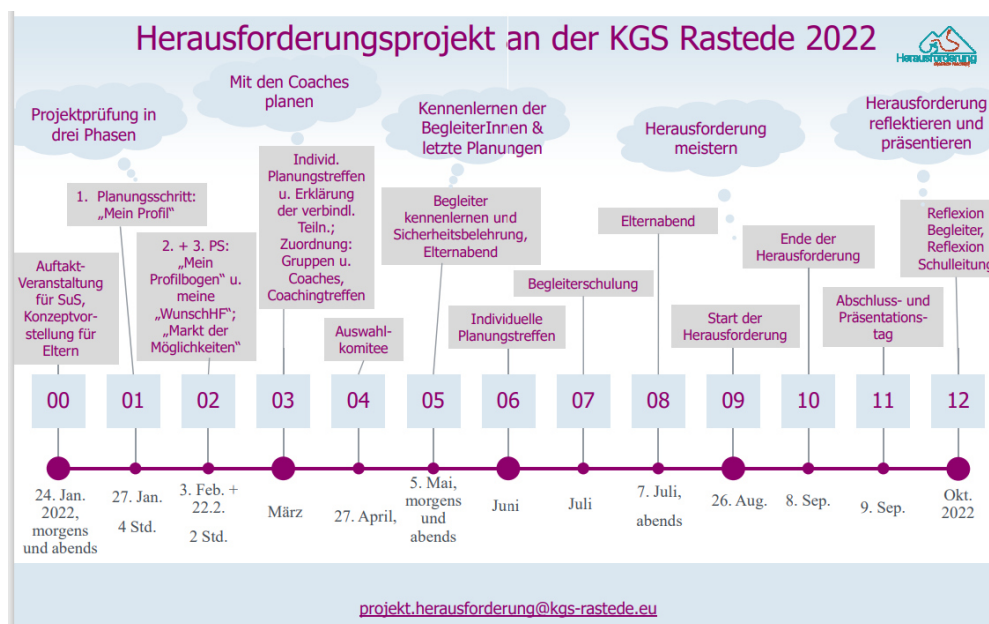 Herausforderungsprojekt an der KGS Rastede 2022
Herausforderung
Projektprüfung in
drei Phasen
Mit den Coaches
planen
Kennenlernen der
BegleiterInnen &
letzte Planungen
Herausforderung
meistern
Herausforderung
reflektieren und
präsentieren
Auftakt-
Veranstaltung
für SuS,
Konzeptvor-
stellung für
Eltern
1. Planungsschritt:
„Mein Profil“
2. + 3. PS:
„Mein
Profilbogen“ u.
meine
„WunschHF“;
„Markt der
Möglichkeiten“
Individ.
Planungstreffen
u. Erklärung
der verbindl.
Teiln.;
Zuordnung:
Gruppen u.
Coaches,
Coachingtreffen
Auswahl-
komitee
Begleiter
kennenlernen und
Sicherheitsbelehrung,
Elternabend
Individuelle
Planungstreffen
Begleiterschulung
Elternabend
Start der
Herausforderung
Ende der
Herausforderung
Abschluss- und
Präsentations-
tag
Reflexion
Begleiter,
Reflexion
Schulleitung
00 01 02 03 04 05 06 07 08 09 10 11 12
24. Jan.
2022,
morgens
und abends
27. Jan.
4 Std.
3. Feb. +
22.2.
2 Std.
März
27. April,
5. Mai,
morgens
und
abends
Juni
Juli
7. Juli,
abends
26. Aug.
8. Sep.
9. Sep.
Okt.
2022
projekt.herausforderung@kgs-rastede.eu